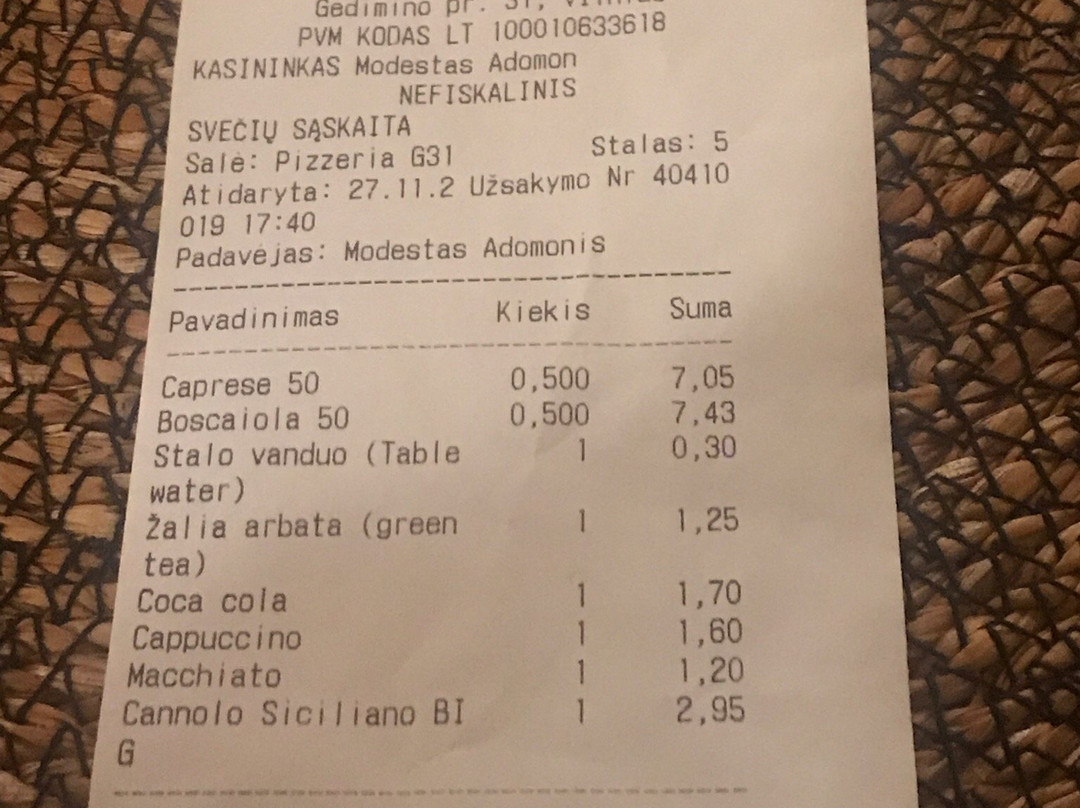 Gedimino pr. 31,
PVM KODAS LT 100010633618
KASININKAS Modestas Adomon
NEFISKALINIS
SVEČIŲ SĄSKAITA
Salė: Pizzeria G31 Stalas: 5
Atidaryta: 27.11.2 Užsakymo Nr 40410
019 17:40
Padavėjas: Modestas Adomonis
Pavadinimas Kiekis Suma
Caprese 50 0,500 7,05
Boscaiola 50 0,500 7,43
Stalo vanduo (Table 1 0,30
water)
Žalia arbata (green 1 1,25
tea)
Coca cola 1 1,70
Cappuccino 1 1,60
Macchiato 1 1,20
Cannolo Siciliano BI 1 2,95
G